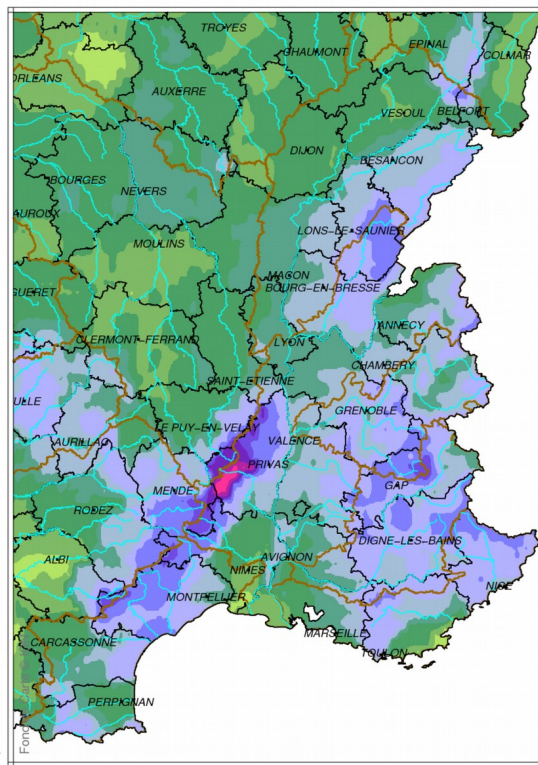 TROYES
EPINAL
CHAUMONT
COLMAR
ORLEANS
AUXERRE
VESOUL
BELFORT
DIJON
BESANCON
BOURGES
NEVERS
AUROUX
LONS-LE-SAUNIER
MOULINS
MACON
BOURG-EN-BRESSE
GUERET
ANNECY
CLERMONT-FERRAND
LYON
CHAMBERY
SAINT-ETIENNE
ULLE
GRENOBLE
LE PUY-EN-VELAY
AURILLAC
VALENCE
PRIVAS
GAP
MENDE
RODEZ
DIGNE-LES-BAINS
ALBI
AVIGNON
NIMES
NICE
MONTPELLIER
MARSEILLE
CARCASSONNE
TOULON
PERPIGNAN